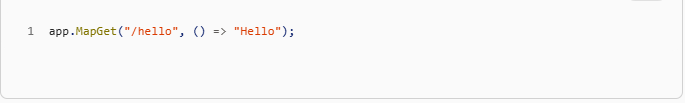 1 app.MapGet("/hello", () => "Hello");